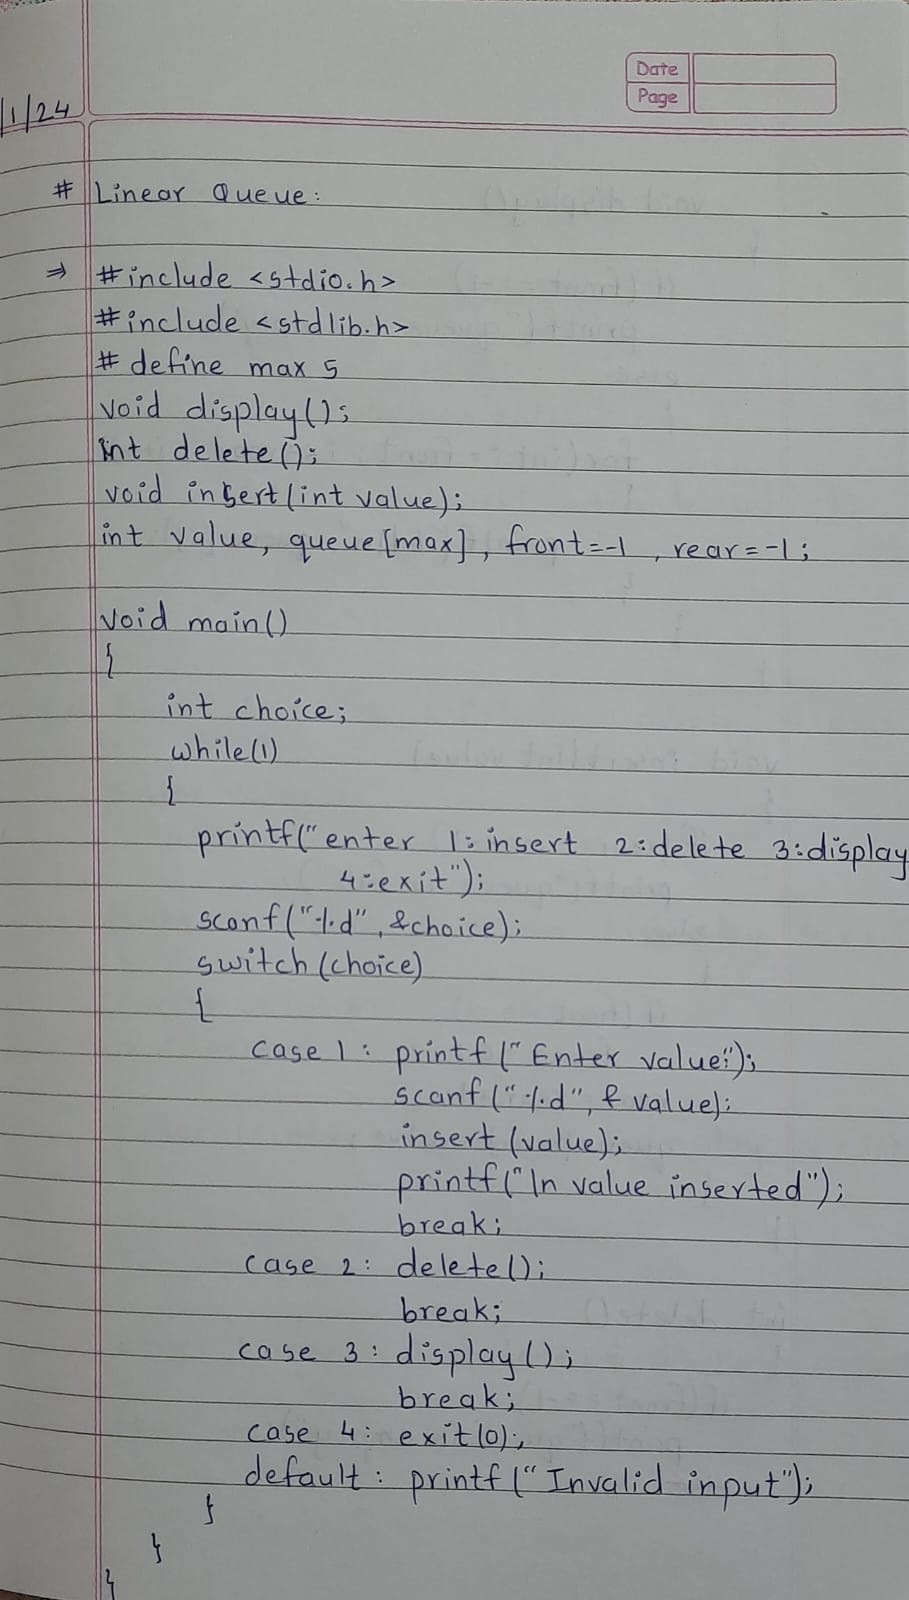 Date
Page
/1/24
# Linear Queue:
⇒ #include <stdio.h>
#include <stdlib.h>
# define max 5
void display();
int delete();
void insert(int value);
int value, queue[max], front=-1, rear=-1;
void main()
{
int choice;
while(1)
{
printf("enter 1:insert 2:delete 3:display
4:exit");
scanf("%d", &choice);
switch(choice)
{
case 1: printf("Enter value:");
scanf("%d", &value);
insert(value);
printf("\n value inserted");
break;
case 2: delete();
break;
case 3: display();
break;
case 4: exit(0);
default: printf("Invalid input");
}
}
}